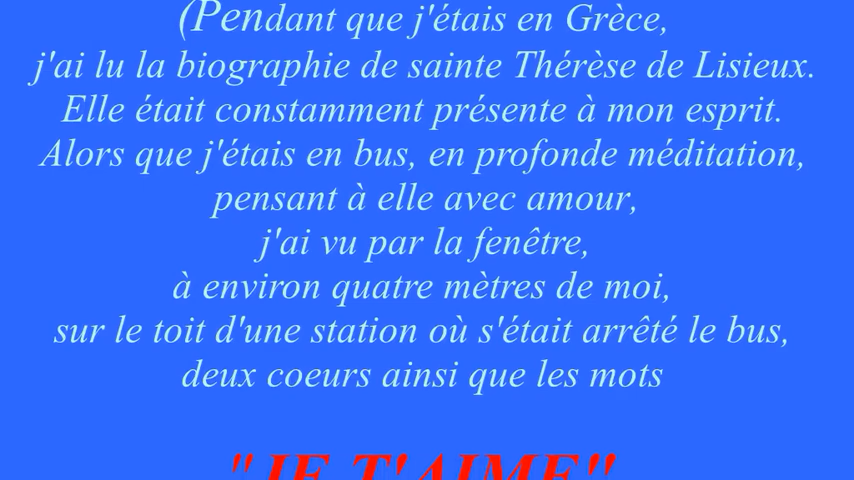 (Pendant que j'étais en Grèce,
j'ai lu la biographie de sainte Thérèse de Lisieux.
Elle était constamment présente à mon esprit.
Alors que j'étais en bus, en profonde méditation,
pensant à elle avec amour,
j'ai vu par la fenêtre,
à environ quatre mètres de moi,
sur le toit d'une station où s'était arrêté le bus,
deux coeurs ainsi que les mots
"JE T'AIME"